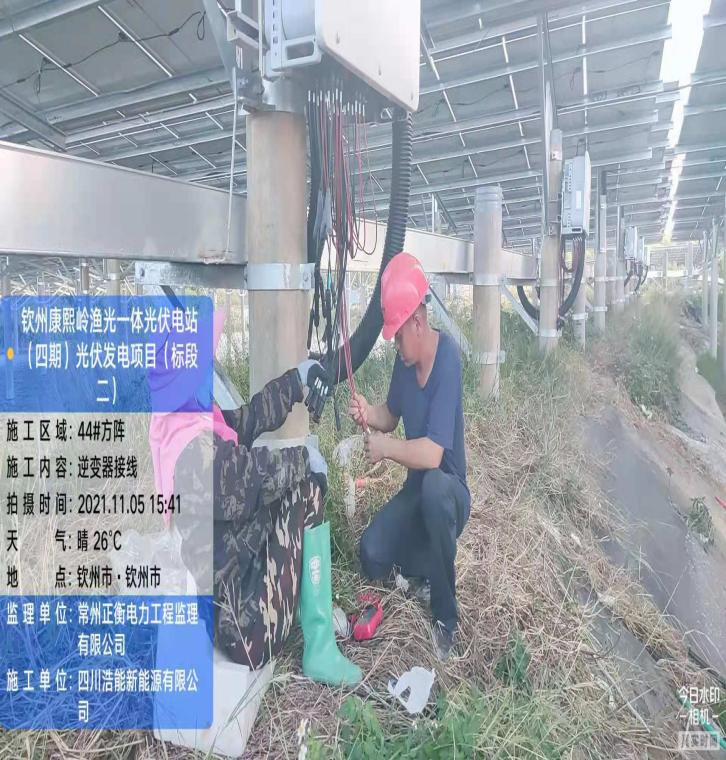 钦州康熙岭渔光一体光伏电站
（四期）光伏发电项目（标段
二）
施工区域：44#方阵
施工内容：逆变器接线
拍摄时间：2021.11.05 15:41
天 气：晴 26℃
地 点：钦州市·钦州市
监理单位：常州正衡电力工程监理
有限公司
施工单位：四川浩能新能源有限公
司
今日水印
相机